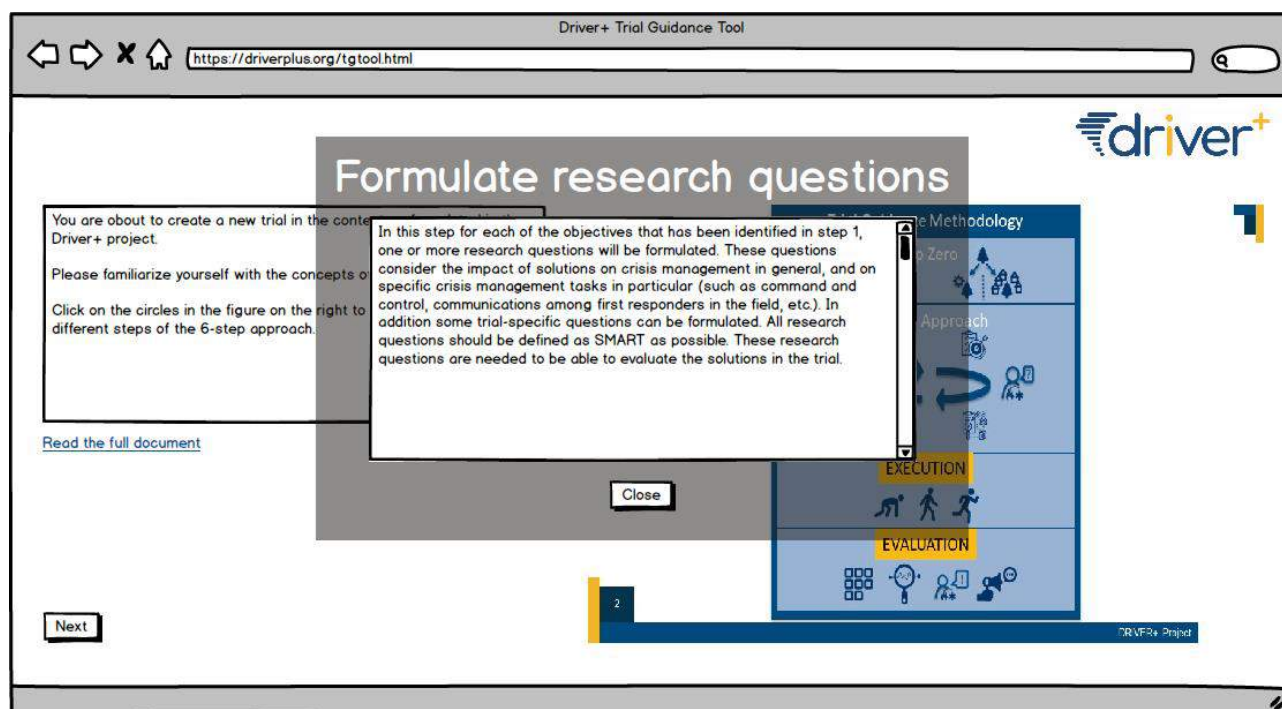 Driver+ Trial Guidance Tool
https://driverplus.org/tgtool.html
driver+
Formulate research questions
You are about to create a new trial in the
Driver+ project.
Please familiarize yourself with the concepts
Click on the circles in the figure on the right to
different steps of the 6-step approach.
Read the full document
In this step for each of the objectives that has been identified in step 1,
one or more research questions will be formulated. These questions
consider the impact of solutions on crisis management in general, and on
specific crisis management tasks in particular (such as command and
control, communications among first responders in the field, etc.). In
addition some trial-specific questions can be formulated. All research
questions should be defined as SMART as possible. These research
questions are needed to be able to evaluate the solutions in the trial.
Close
Methodology
Zero
Approach
EXECUTION
EVALUATION
2
DRIVER+ Project
Next